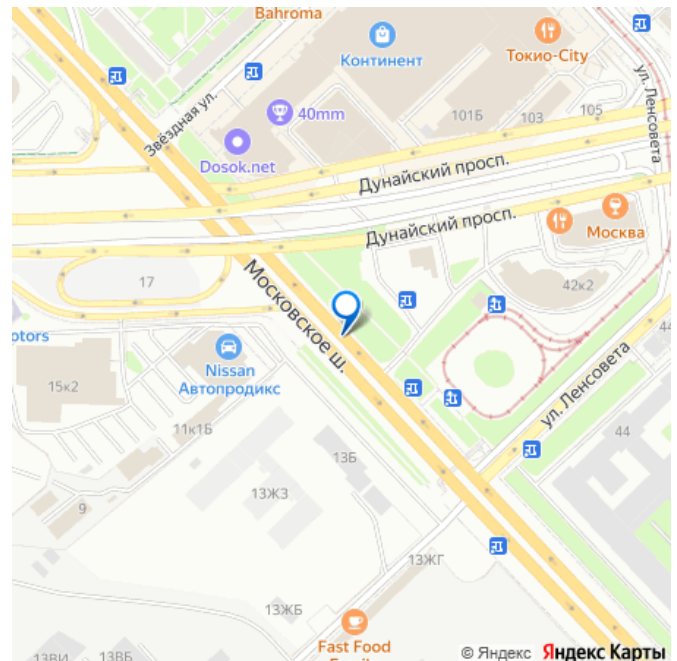 Bahroma
Континент
Токио-City
ул. Ленсовета
40mm
101Б
103
105
Звёздная ул.
Dosok.net
Дунайский просп.
Дунайский просп.
Москва
17
42к2
Московское ш.
otors
44
Nissan
Автопродикс
15к2
ул. Ленсовета
11к1Б
44
13Б
13Ж3
9
13ЖГ
13ЖБ
Fast Food
13ВИ
13ВБ
© Яндекс Яндекс Карты